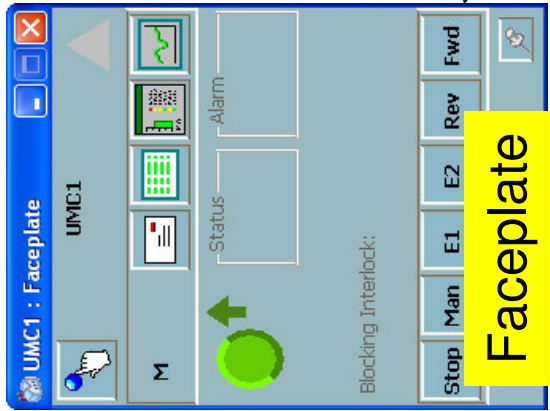 UMC1 : Faceplate
UMC1
M
Status
Alarm
Blocking Interlock:
Stop Man E1 E2 Rev Fwd
Faceplate